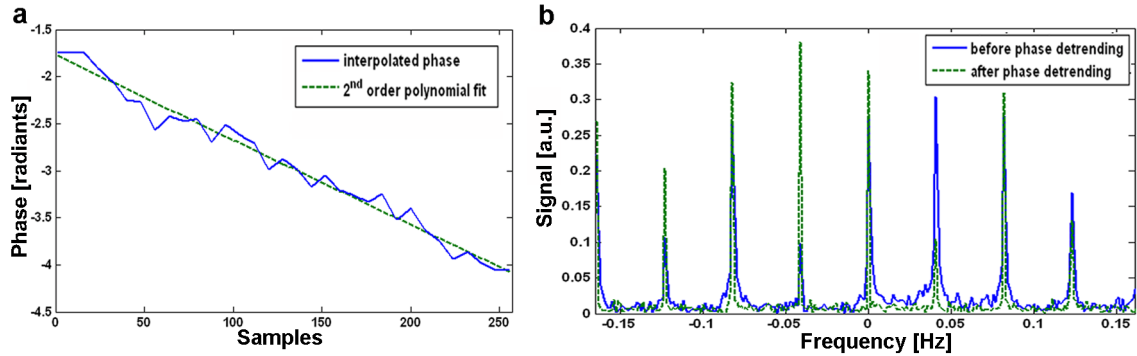 a
-1.5
-2
-2.5
-3
-3.5
-4
-4.5
Phase [radiants]
interpolated phase
2nd order polynomial fit
0
50
100
150
200
250
Samples
b
0.4
0.35
0.3
0.25
0.2
0.15
0.1
0.05
0
Signal [a.u.]
before phase detrending
after phase detrending
-0.15
-0.1
-0.05
0
0.05
0.1
0.15
Frequency [Hz]